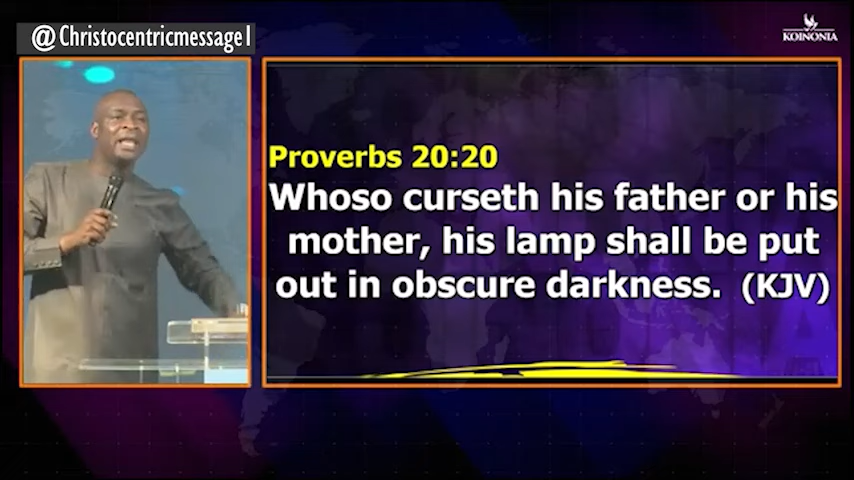 @Christocentricmessage1
KOINONIA
Proverbs 20:20
Whoso curseth his father or his
mother, his lamp shall be put
out in obscure darkness. (KJV)